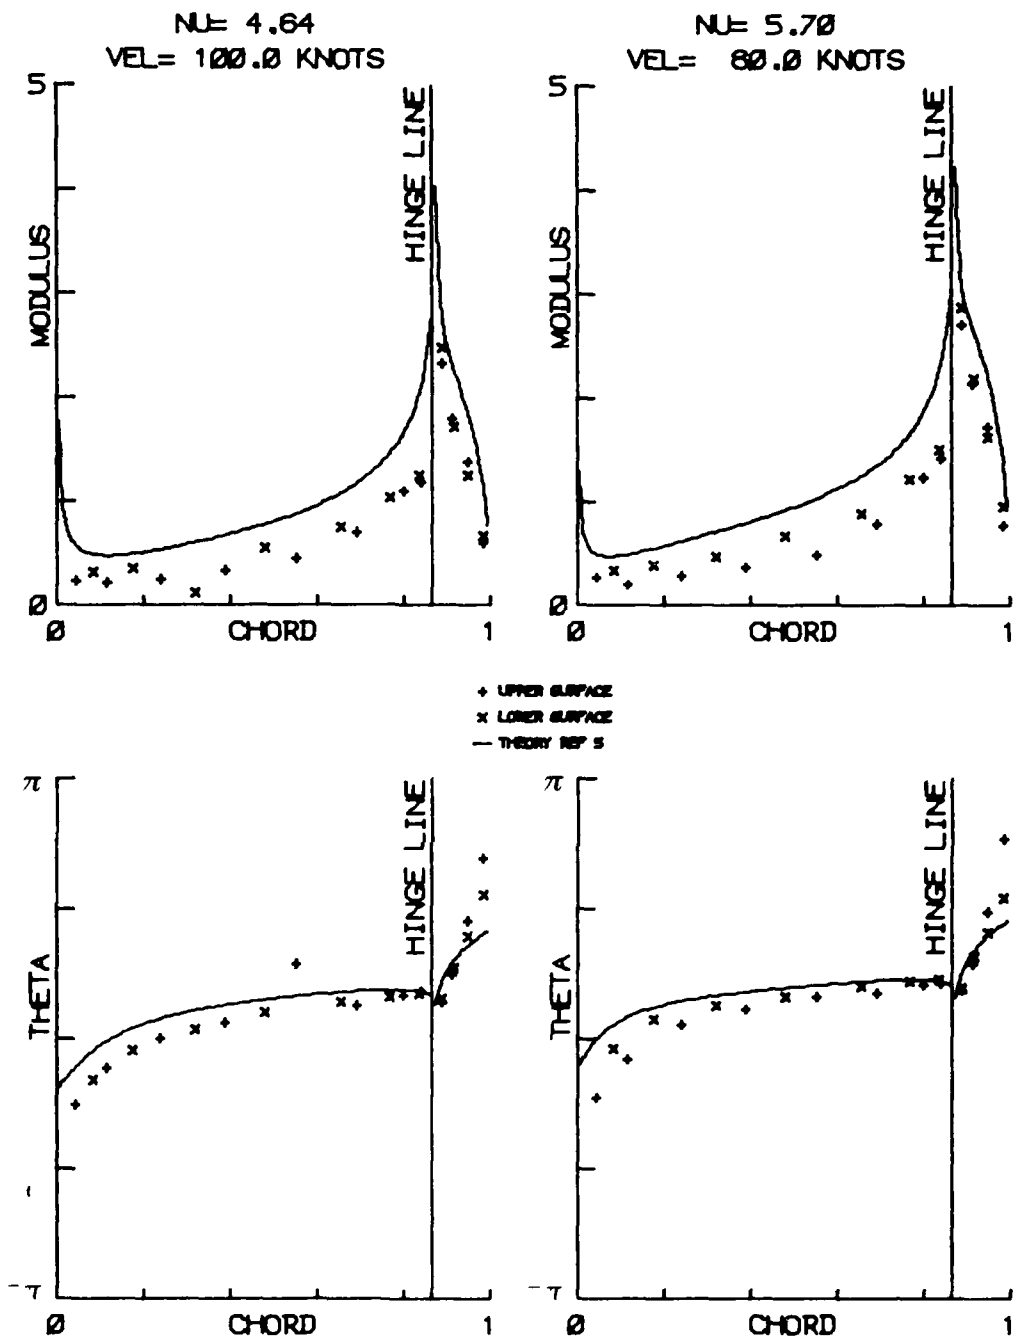 NU= 4.64
VEL= 100.0 KNOTS
NU= 5.70
VEL= 80.0 KNOTS
5
MODULUS
HINGE LINE
0
0
CHORD
1
5
MODULUS
HINGE LINE
0
0
CHORD
1
+ UPPER SURFACE
× LOWER SURFACE
— THEORY REF 5
π
THETA
HINGE LINE
-π
0
CHORD
1
π
THETA
HINGE LINE
-π
0
CHORD
1